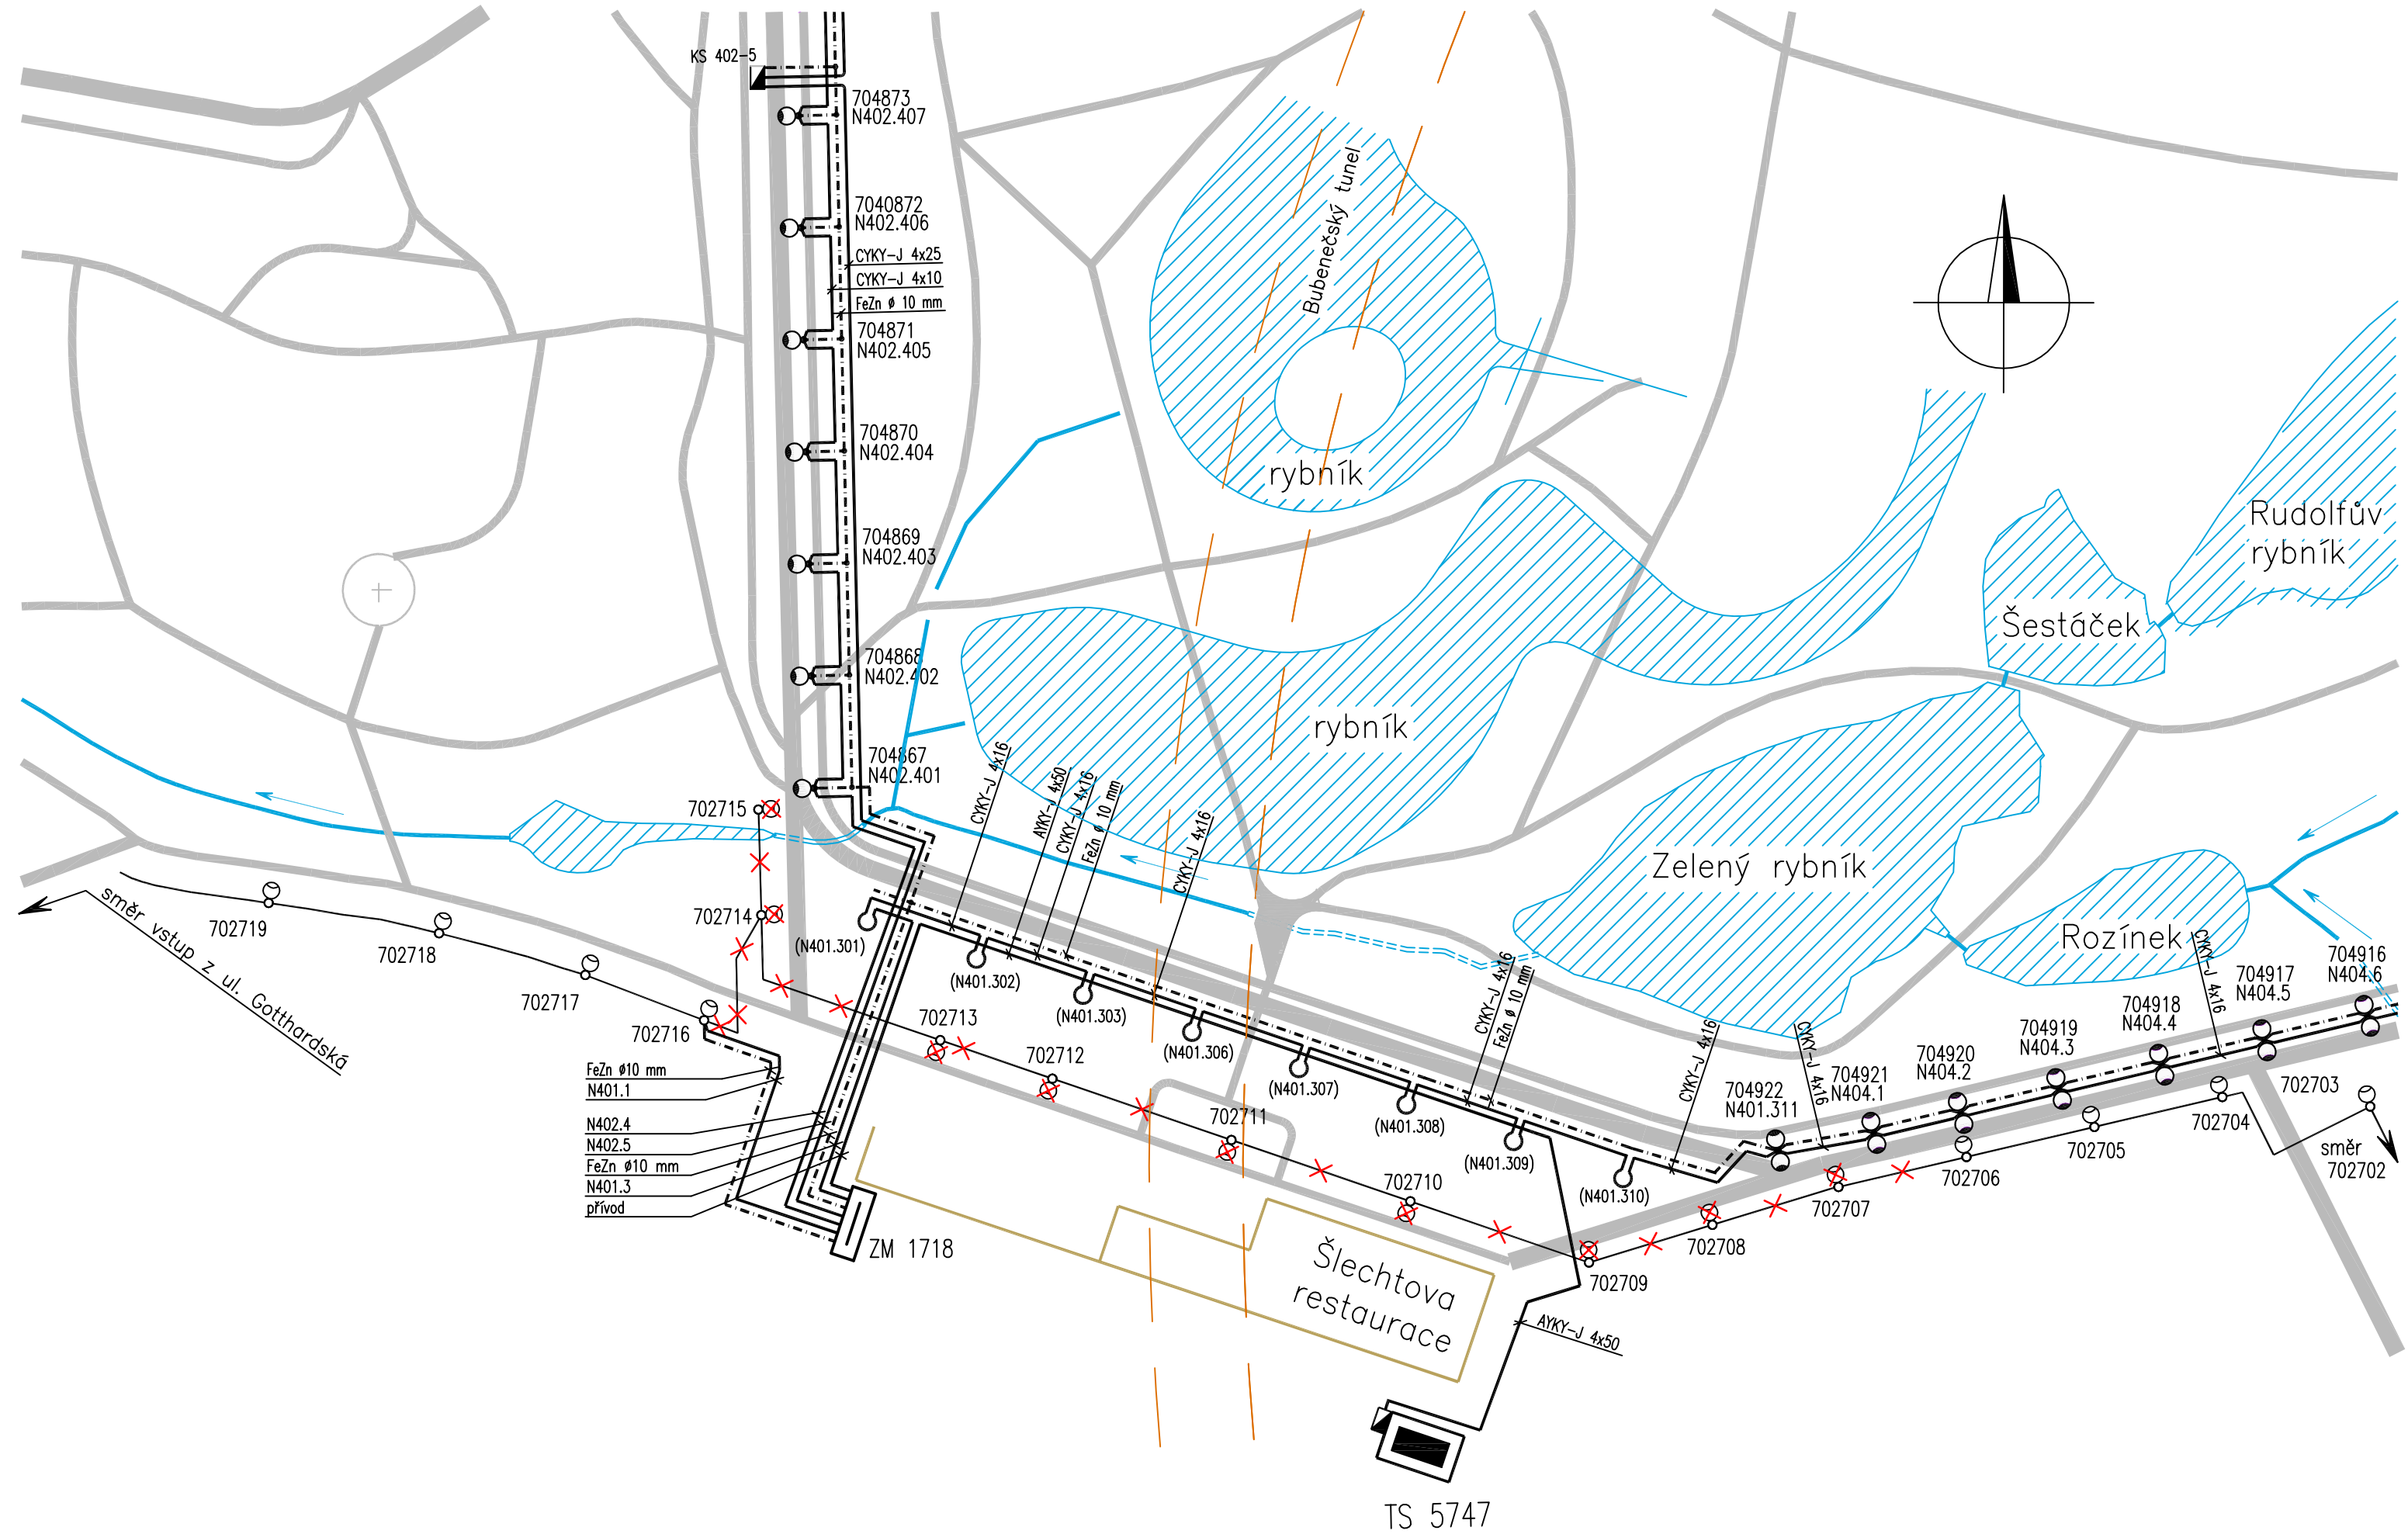 KS 402-5
704873
N402.407
7040872
N402.406
CYKY-J 4x25
CYKY-J 4x10
FeZn ø 10 mm
704871
N402.405
704870
N402.404
704869
N402.403
704868
N402.402
704867
N402.401
Bubenečský tunel
rybník
rybník
Rudolfův
rybník
Šestáček
Zelený rybník
Rozínek
CYKY-J 4x16
AYKY-J 4x50
CYKY-J 4x16
FeZn ø 10 mm
CYKY-J 4x16
CYKY-J 4x16
FeZn ø 10 mm
CYKY-J 4x16
CYKY-J 4x16
CYKY-J 4x16
702715
702714
702719
702718
702717
702716
směr vstup z ul. Gotthardská
(N401.301)
(N401.302)
(N401.303)
(N401.306)
(N401.307)
(N401.308)
(N401.309)
(N401.310)
702713
702712
702711
702710
702709
702708
702707
702706
702705
702704
702703
směr
702702
704922
N401.311
704921
N404.1
704920
N404.2
704919
N404.3
704918
N404.4
704917
N404.5
704916
N404.6
FeZn ø10 mm
N401.1
N402.4
N402.5
FeZn ø10 mm
N401.3
přívod
ZM 1718
Šlechtova
restaurace
AYKY-J 4x50
TS 5747